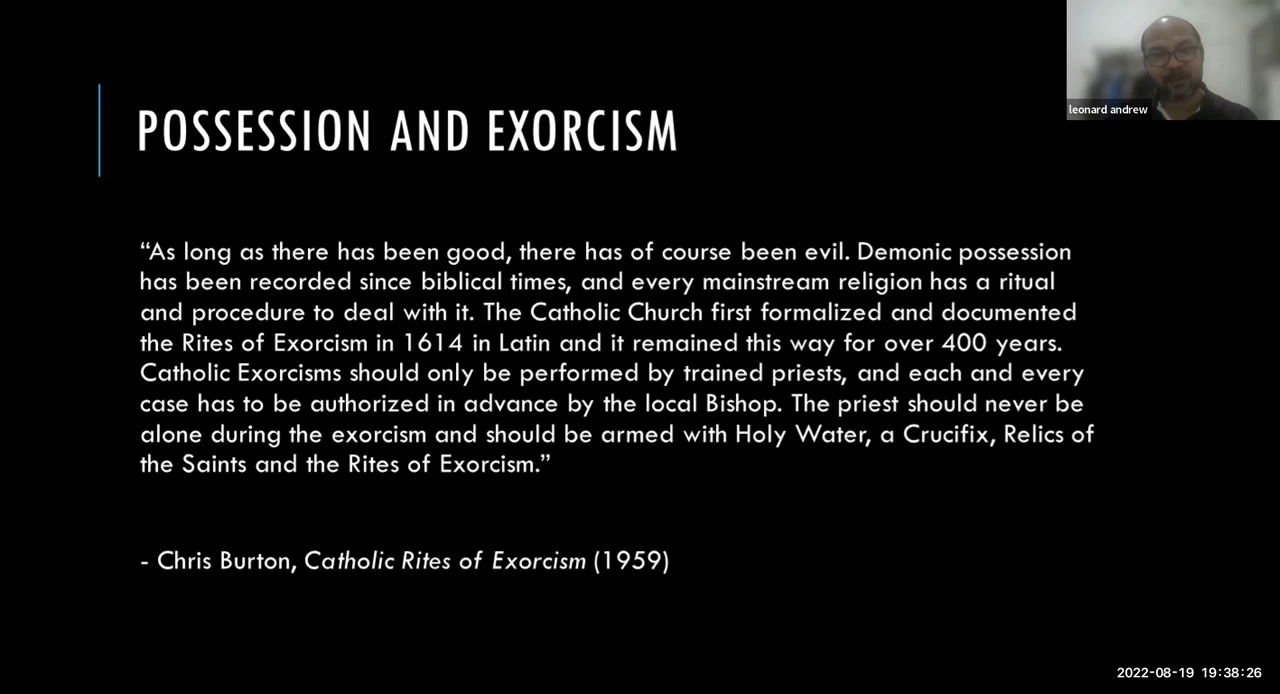 POSSESSION AND EXORCISM
leonard andrew
“As long as there has been good, there has of course been evil. Demonic possession
has been recorded since biblical times, and every mainstream religion has a ritual
and procedure to deal with it. The Catholic Church first formalized and documented
the Rites of Exorcism in 1614 in Latin and it remained this way for over 400 years.
Catholic Exorcisms should only be performed by trained priests, and each and every
case has to be authorized in advance by the local Bishop. The priest should never be
alone during the exorcism and should be armed with Holy Water, a Crucifix, Relics of
the Saints and the Rites of Exorcism.”
- Chris Burton, Catholic Rites of Exorcism (1959)
2022-08-19 19:38:26